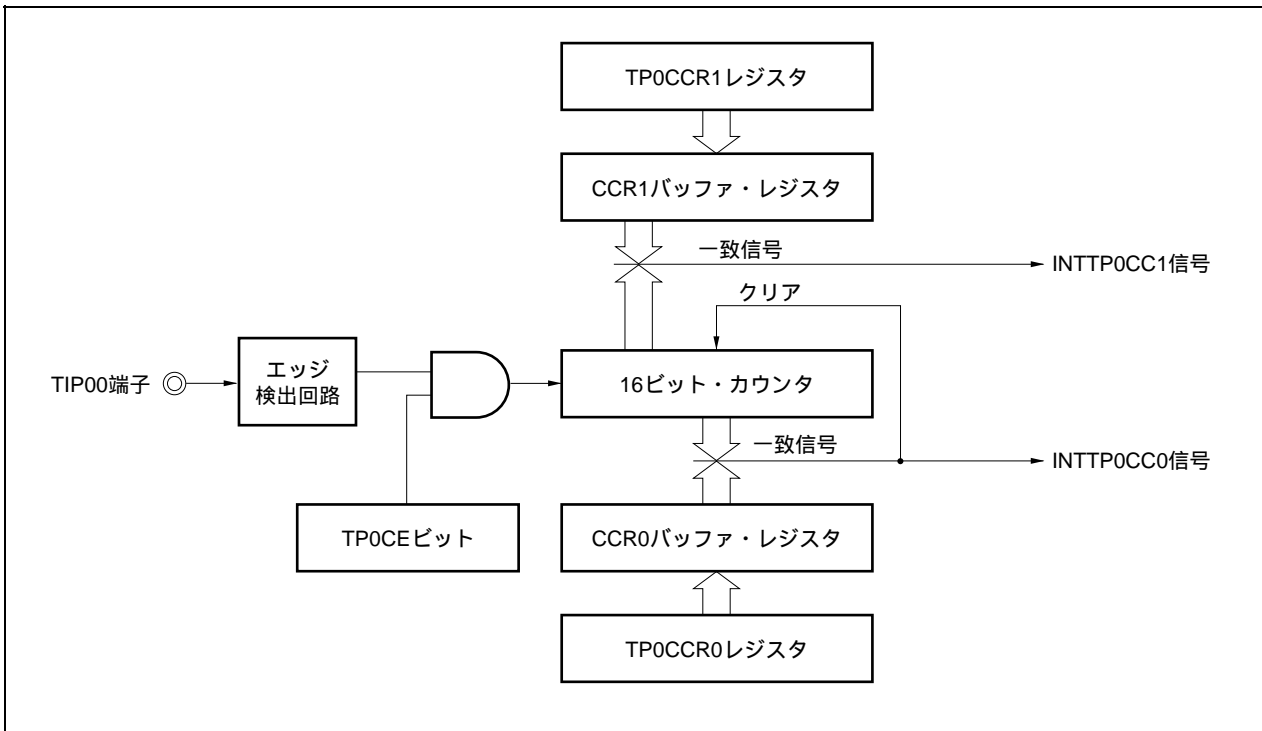 TP0CCR1レジスタ
CCR1バッファ・レジスタ
一致信号
INTTP0CC1信号
クリア
TIP00端子
エッジ
検出回路
16ビット・カウンタ
一致信号
INTTP0CC0信号
TP0CEビット
CCR0バッファ・レジスタ
TP0CCR0レジスタ